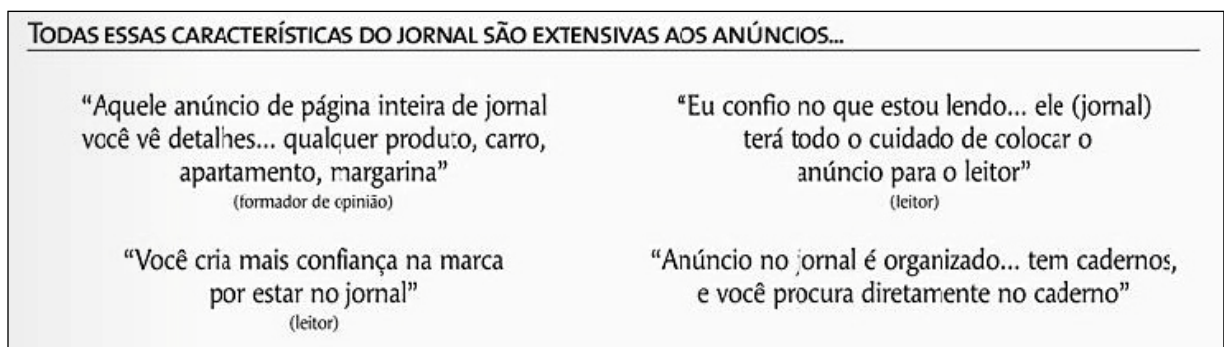 TODAS ESSAS CARACTERÍSTICAS DO JORNAL SÃO EXTENSIVAS AOS ANÚNCIOS...
“Aquele anúncio de página inteira de jornal
você vê detalhes... qualquer produto, carro,
apartamento, margarina”
(formador de opinião)
“Eu confio no que estou lendo... ele (jornal)
terá todo o cuidado de colocar o
anúncio para o leitor”
(leitor)
“Você cria mais confiança na marca
por estar no jornal”
(leitor)
“Anúncio no jornal é organizado... tem cadernos,
e você procura diretamente no caderno”